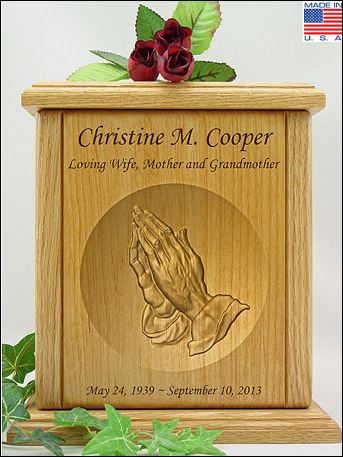 MADE IN
U. S. A
Christine M. Cooper
Loving Wife, Mother and Grandmother
May 24, 1939 ~ September 10, 2013